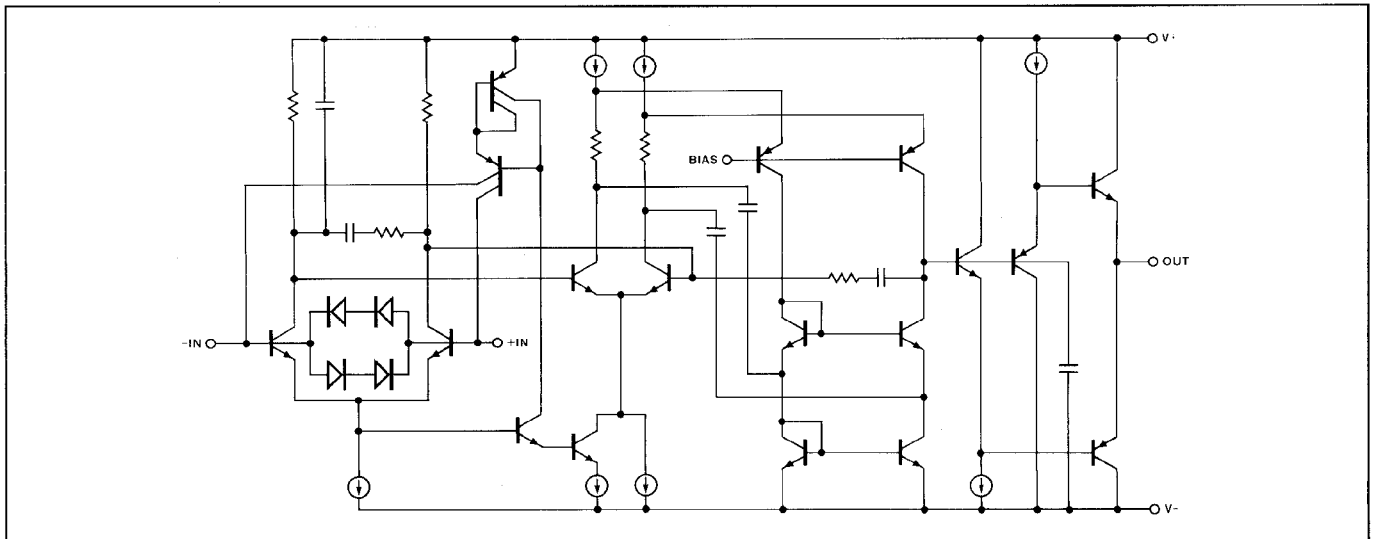 V+
BIAS
OUT
-IN
+IN
V-